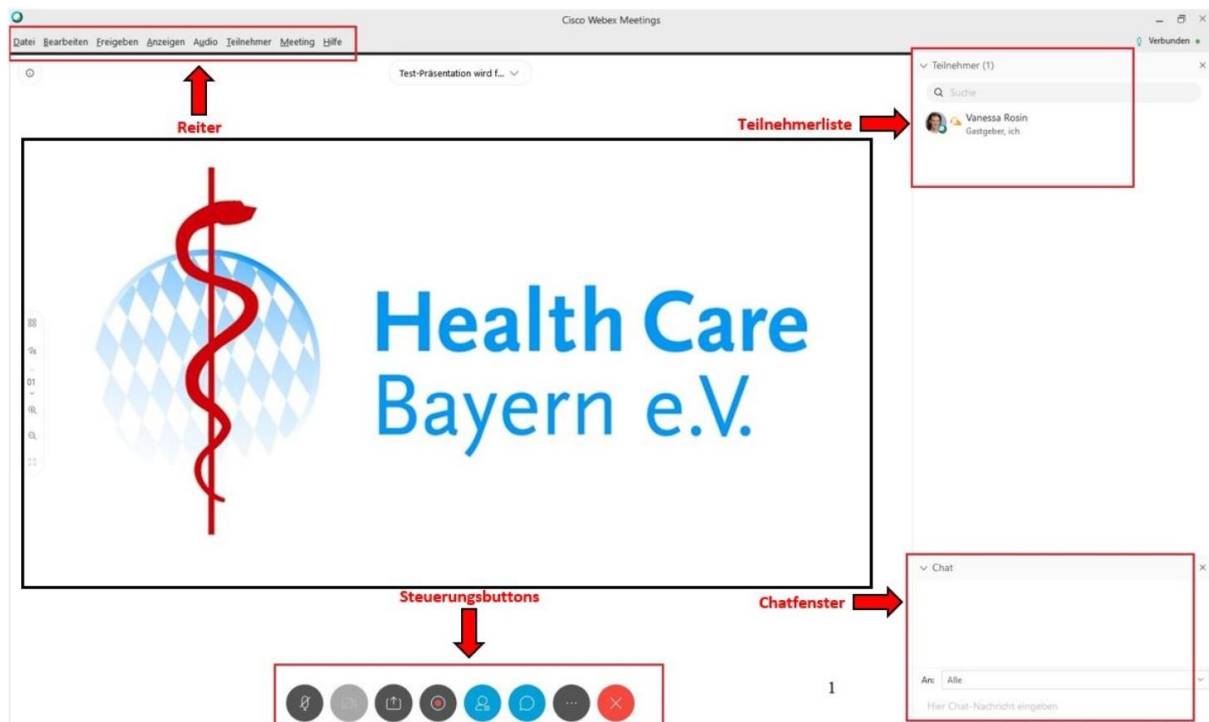 Cisco Webex Meetings
Datei Bearbeiten Freigeben Anzeigen Audio Teilnehmer Meeting Hilfe
Verbunden
Test-Präsentation wird f...
Teilnehmer (1)
Suche
Reiter
Teilnehmerliste
Vanessa Rosin
Gastgeber, ich
Health Care
Bayern e.V.
01
Steuerungsbuttons
Chatfenster
Chat
1
An: Alle
Hier Chat-Nachricht eingeben